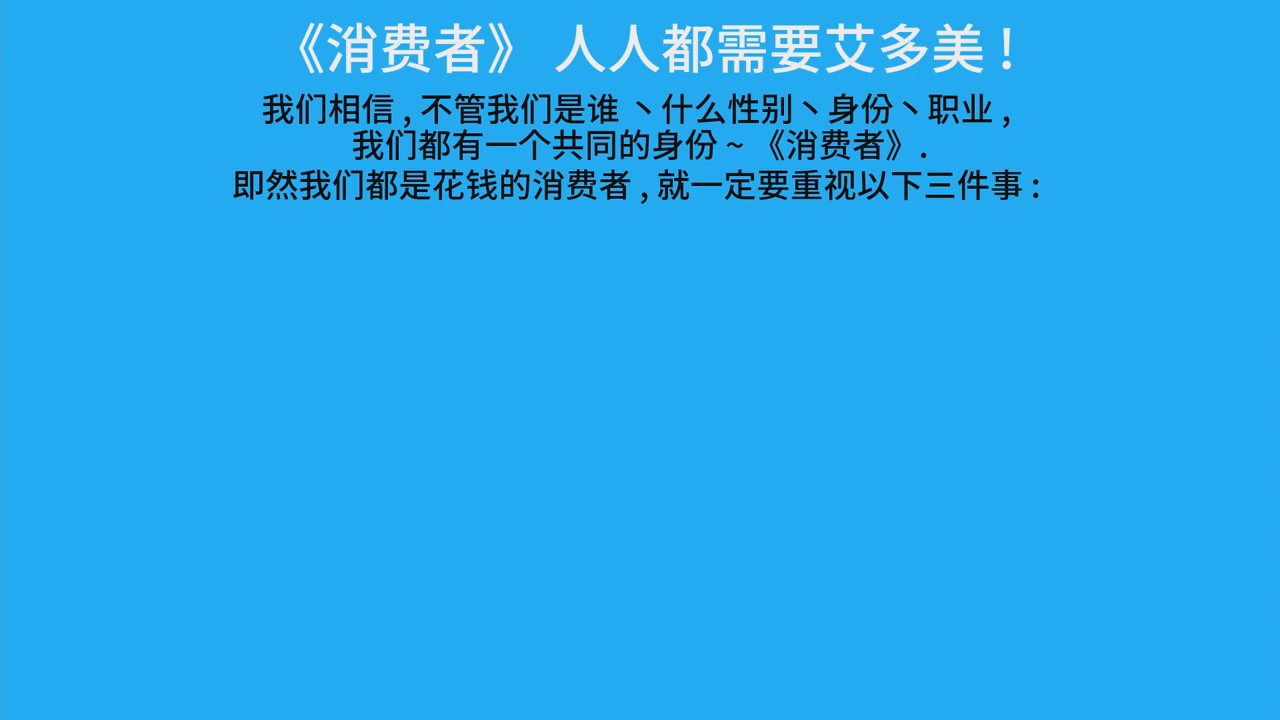 《消费者》 人人都需要艾多美 !
我们相信 , 不管我们是谁 丶什么性别丶身份丶职业 ,
我们都有一个共同的身份 ~ 《消费者》.
即然我们都是花钱的消费者 , 就一定要重视以下三件事 :